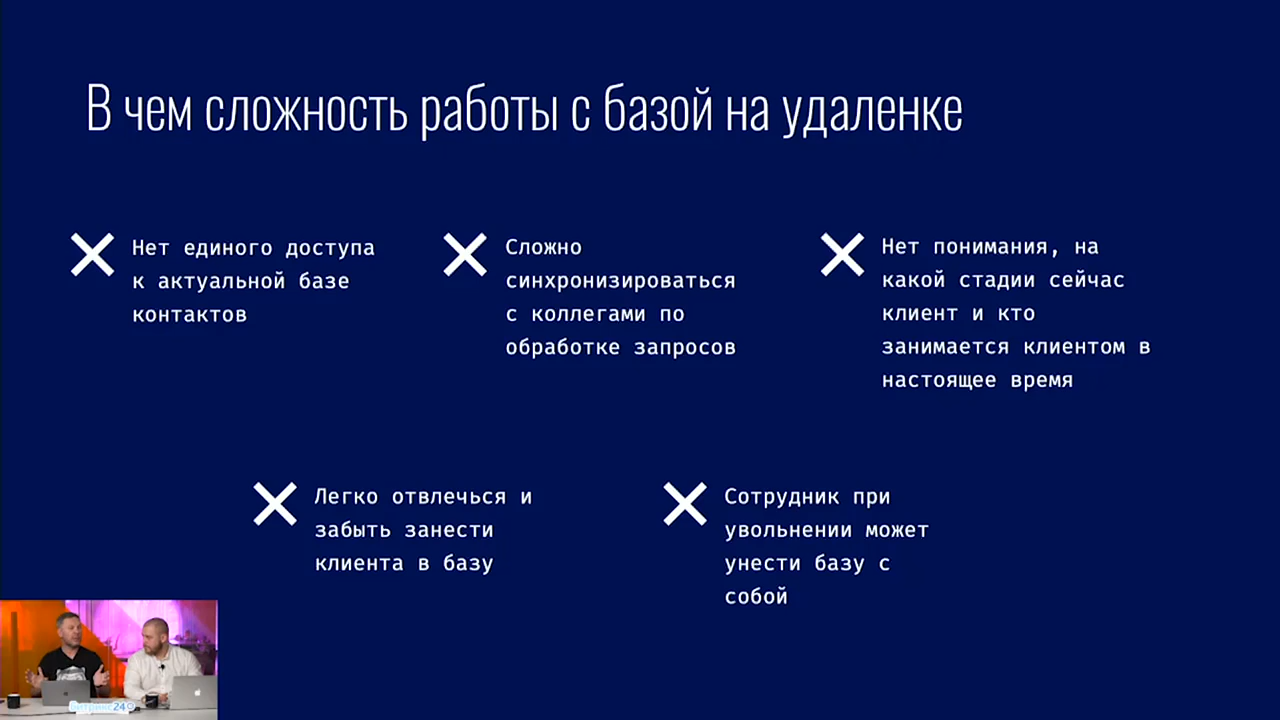 В чем сложность работы с базой на удаленке
Нет единого доступа
к актуальной базе
контактов
Сложно
синхронизироваться
с коллегами по
обработке запросов
Нет понимания, на
какой стадии сейчас
клиент и кто
занимается клиентом в
настоящее время
Легко отвлечься и
забыть занести
клиента в базу
Сотрудник при
увольнении может
унести базу с
собой
Битрикс24